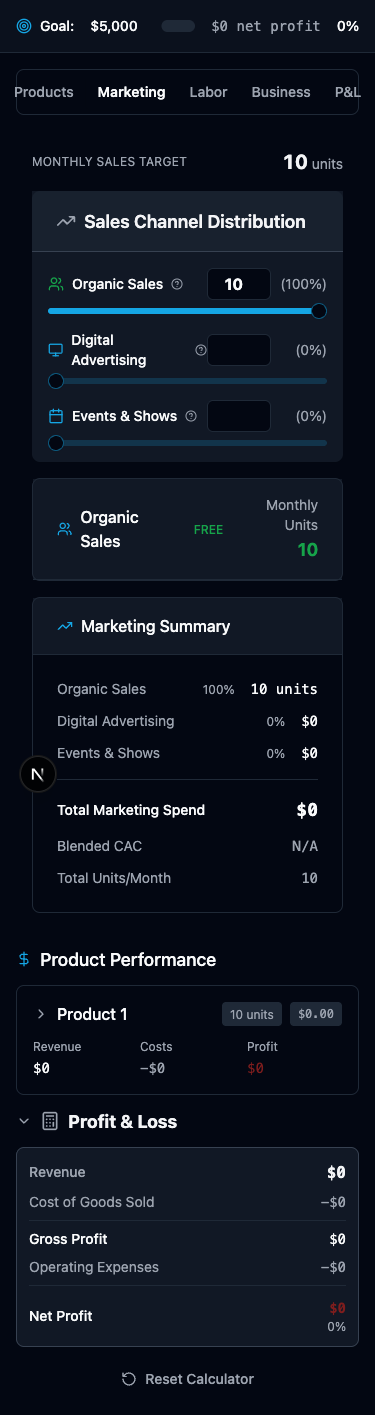 Goal: $5,000 $0 net profit 0%
Products Marketing Labor Business P&L
MONTHLY SALES TARGET 10 units
Sales Channel Distribution
Organic Sales 10 (100%)
Digital
Advertising (0%)
Events & Shows (0%)
Organic
Sales
FREE
Monthly
Units
10
Marketing Summary
Organic Sales 100% 10 units
Digital Advertising 0% $0
Events & Shows 0% $0
N
Total Marketing Spend $0
Blended CAC N/A
Total Units/Month 10
Product Performance
Product 1 10 units $0.00
Revenue Costs Profit
$0 −$0 $0
Profit & Loss
Revenue $0
Cost of Goods Sold −$0
Gross Profit $0
Operating Expenses −$0
Net Profit $0
0%
Reset Calculator